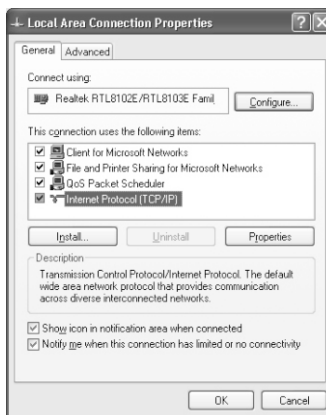 Local Area Connection Properties
General Advanced
Connect using:
Realtek RTL8102E/RTL8103E Famil
Configure...
This connection uses the following items:
Client for Microsoft Networks
File and Printer Sharing for Microsoft Networks
QoS Packet Scheduler
Internet Protocol (TCP/IP)
Install... Uninstall Properties
Description
Transmission Control Protocol/Internet Protocol. The default
wide area network protocol that provides communication
across diverse interconnected networks.
Show icon in notification area when connected
Notify me when this connection has limited or no connectivity
OK Cancel